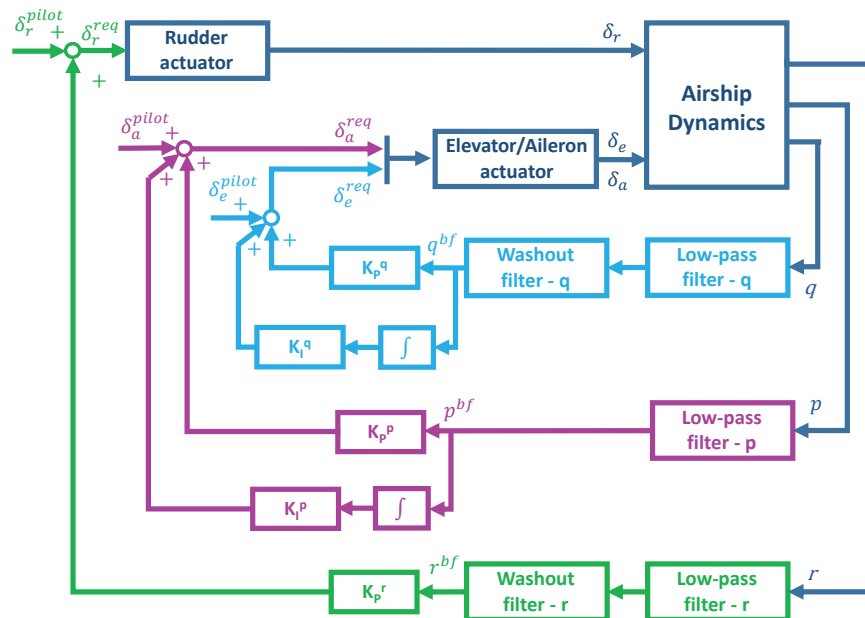 δ_r^{pilot} + δ_r^{req} +
Rudder
actuator
δ_r
Airship
Dynamics
δ_a^{pilot} + + +
δ_a^{req}
Elevator/Aileron
actuator
δ_e
δ_a
δ_e^{pilot} + + +
δ_e^{req}
K_P^q
q^{bf}
Washout
filter - q
Low-pass
filter - q
q
K_I^q
∫
K_P^p
p^{bf}
Low-pass
filter - p
p
K_I^p
∫
K_P^r
r^{bf}
Washout
filter - r
Low-pass
filter - r
r